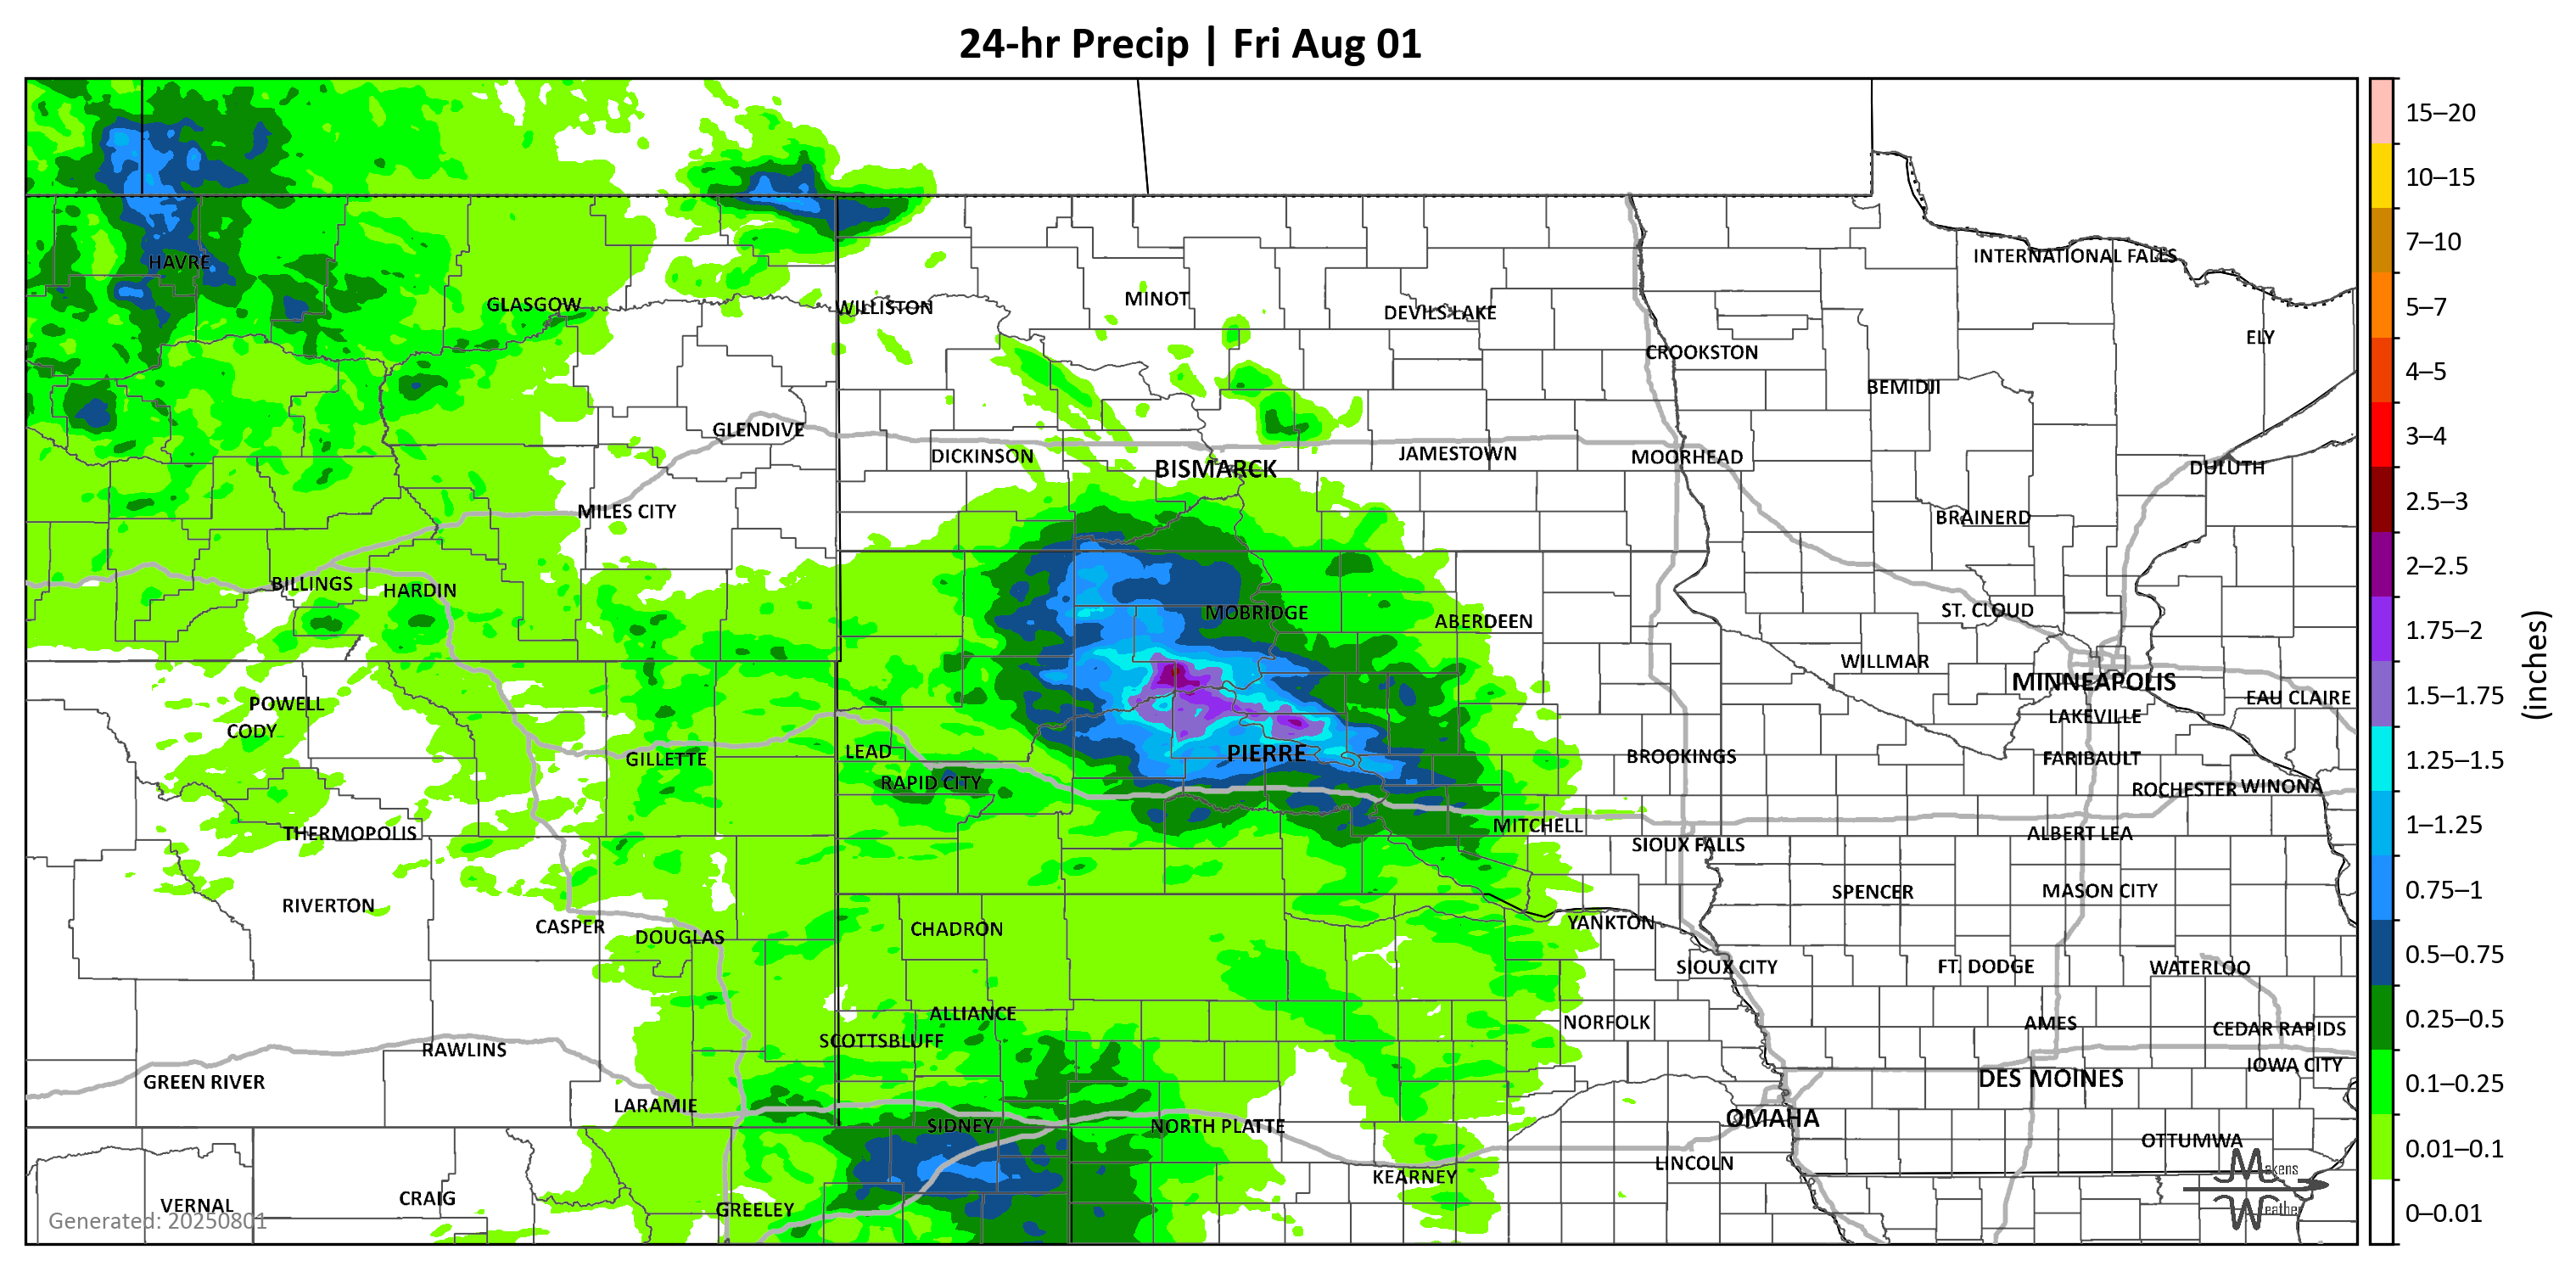 24-hr Precip | Fri Aug 01
15–20
10–15
7–10
5–7
4–5
3–4
2.5–3
2–2.5
1.75–2
1.5–1.75
1.25–1.5
1–1.25
0.75–1
0.5–0.75
0.25–0.5
0.1–0.25
0.01–0.1
0–0.01
(inches)
HAVRE
INTERNATIONAL FALLS
GLASGOW
WILLISTON
MINOT
DEVILS LAKE
ELY
CROOKSTON
BEMIDJI
GLENDIVE
DICKINSON
BISMARCK
JAMESTOWN
MOORHEAD
DULUTH
MILES CITY
BRAINERD
BILLINGS
HARDIN
MOBRIDGE
ABERDEEN
ST. CLOUD
WILLMAR
MINNEAPOLIS
EAU CLAIRE
POWELL
CODY
LAKEVILLE
GILLETTE
LEAD
PIERRE
BROOKINGS
FARIBAULT
RAPID CITY
ROCHESTER
WINONA
THERMOPOLIS
MITCHELL
SIOUX FALLS
ALBERT LEA
RIVERTON
SPENCER
MASON CITY
CASPER
DOUGLAS
CHADRON
YANKTON
SIOUX CITY
FT. DODGE
WATERLOO
ALLIANCE
SCOTTSBLUFF
NORFOLK
AMES
CEDAR RAPIDS
RAWLINS
GREEN RIVER
IOWA CITY
DES MOINES
LARAMIE
SIDNEY
NORTH PLATTE
OMAHA
OTTUMWA
LINCOLN
KEARNEY
VERNAL
CRAIG
GREELEY
Generated: 20250801
Makens
Weather